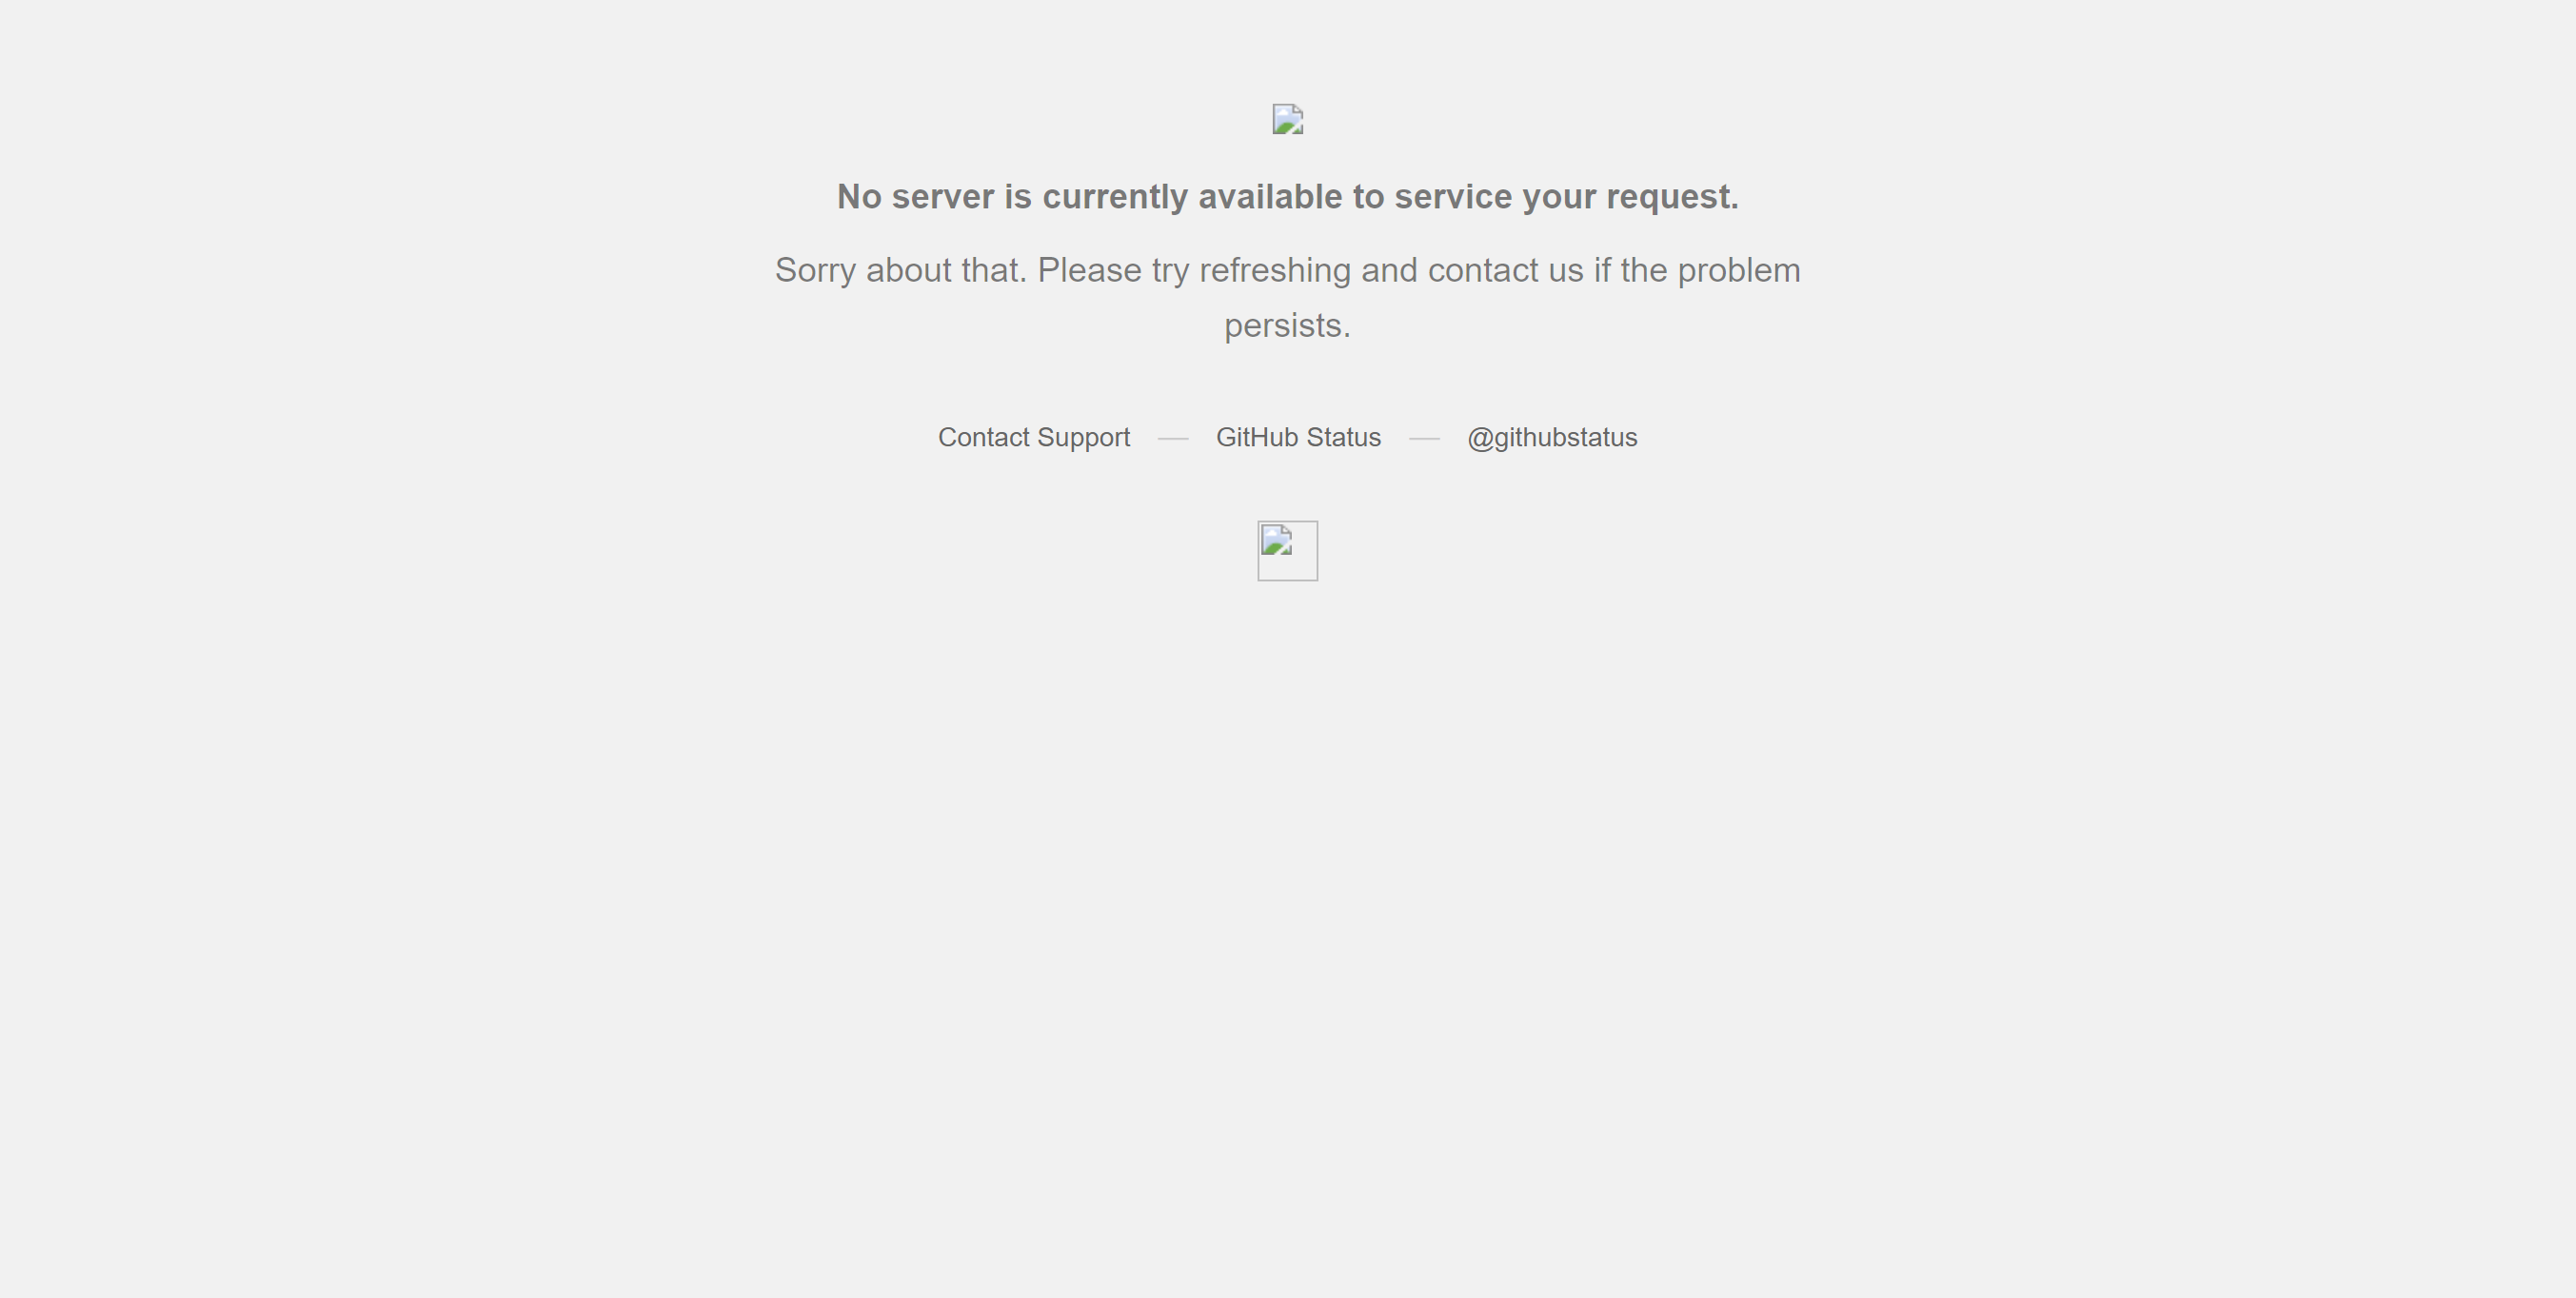 No server is currently available to service your request.
Sorry about that. Please try refreshing and contact us if the problem
persists.
Contact Support — GitHub Status — @githubstatus